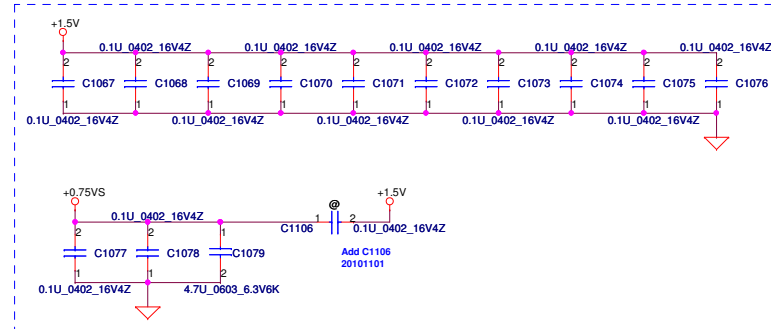 +1.5V
0.1U_0402_16V4Z 0.1U_0402_16V4Z 0.1U_0402_16V4Z 0.1U_0402_16V4Z 0.1U_0402_16V4Z
2 2 2 2 2 2 2 2 2 2
C1067 C1068 C1069 C1070 C1071 C1072 C1073 C1074 C1075 C1076
1 1 1 1 1 1 1 1 1 1
0.1U_0402_16V4Z 0.1U_0402_16V4Z 0.1U_0402_16V4Z 0.1U_0402_16V4Z 0.1U_0402_16V4Z
+0.75VS @ +1.5V
0.1U_0402_16V4Z 1 2
C1106 0.1U_0402_16V4Z
2 2 1
C1077 C1078 C1079
Add C1106
20101101
1 1 2
0.1U_0402_16V4Z 4.7U_0603_6.3V6K